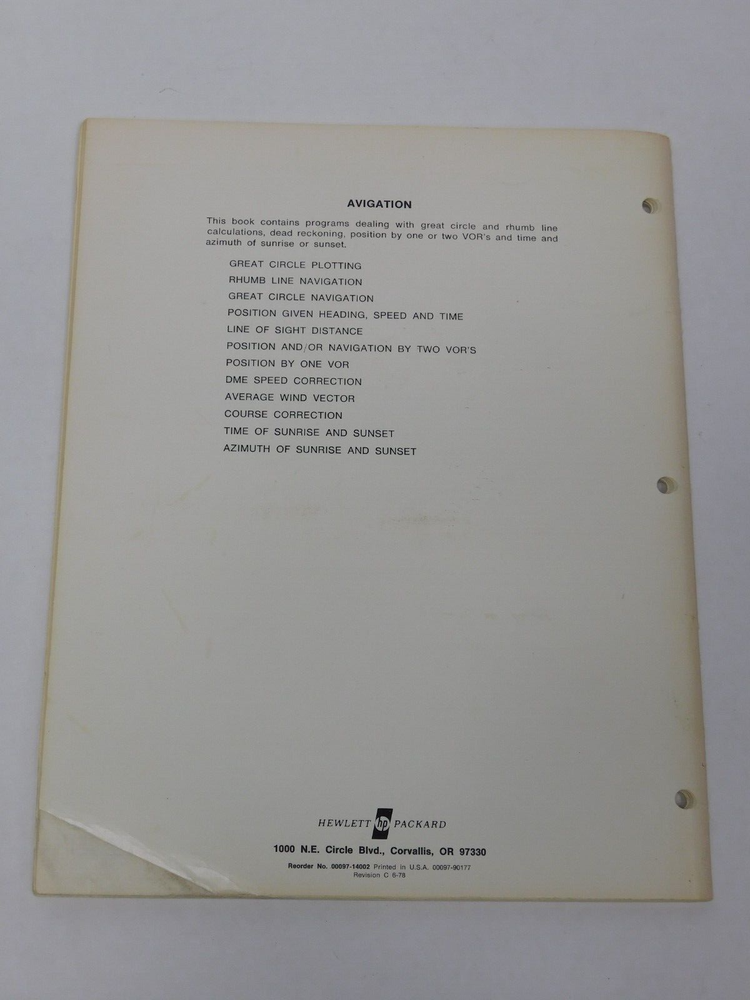 AVIGATION
This book contains programs dealing with great circle and rhumb line
calculations, dead reckoning, position by one or two VOR's and time and
azimuth of sunrise or sunset.
GREAT CIRCLE PLOTTING
RHUMB LINE NAVIGATION
GREAT CIRCLE NAVIGATION
POSITION GIVEN HEADING, SPEED AND TIME
LINE OF SIGHT DISTANCE
POSITION AND/OR NAVIGATION BY TWO VOR'S
POSITION BY ONE VOR
DME SPEED CORRECTION
AVERAGE WIND VECTOR
COURSE CORRECTION
TIME OF SUNRISE AND SUNSET
AZIMUTH OF SUNRISE AND SUNSET
HEWLETT hp PACKARD
1000 N.E. Circle Blvd., Corvallis, OR 97330
Reorder No. 00097-14002 Printed in U.S.A. 00097-90177
Revision C 6-78